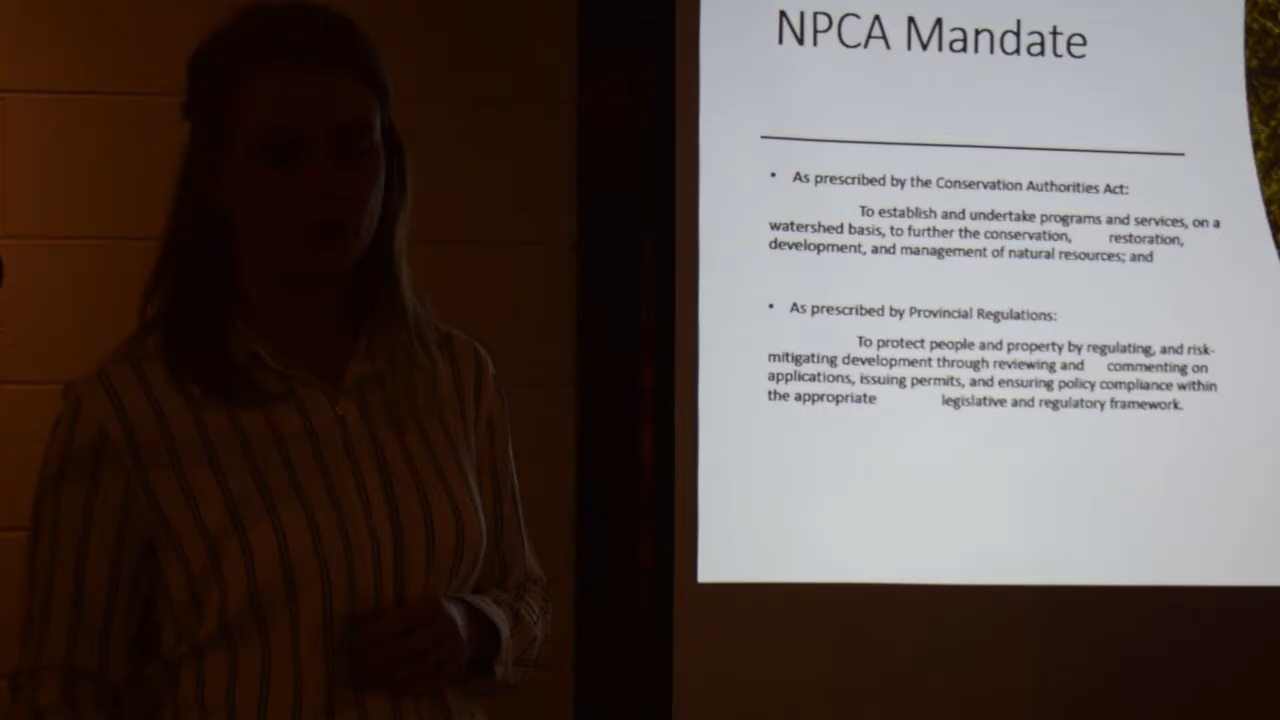 NPCA Mandate
• As prescribed by the Conservation Authorities Act:
To establish and undertake programs and services, on a
watershed basis, to further the conservation, restoration,
development, and management of natural resources; and
• As prescribed by Provincial Regulations:
To protect people and property by regulating, and risk-
mitigating development through reviewing and commenting on
applications, issuing permits, and ensuring policy compliance within
the appropriate legislative and regulatory framework.